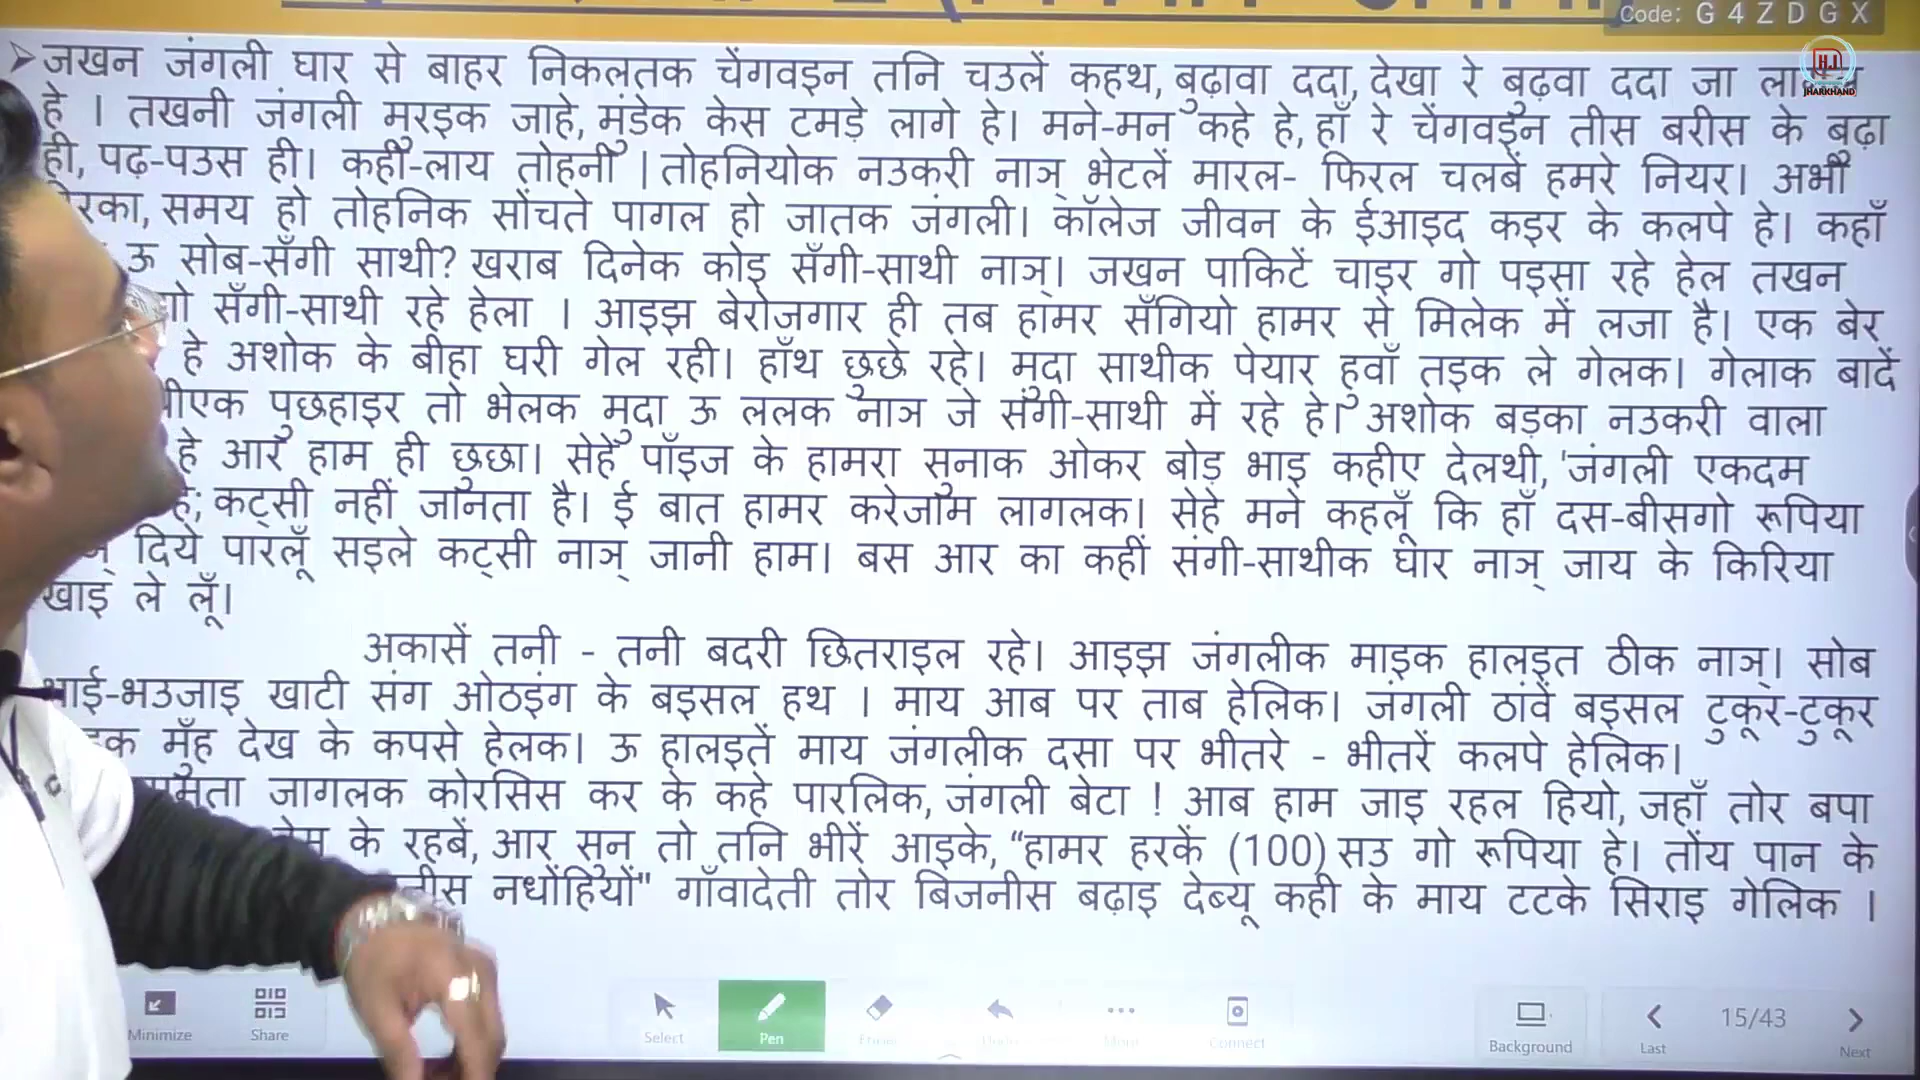 Code: G 4 Z D G X
H.J
JHARKHAND
➢जखन जंगली घार से बाहर निकलतक चेंगवइन तनि चउलें कहथ, बुढ़ावा ददा, देखा रे बुढ़वा ददा जा
हे । तखनी जंगली मुरइक जाहे, मुंडेक केस टमड़े लागे हे। मने-मन कहे हे, हाँ रे चेंगवइन तीस बरीस के बढ़ा
ही, पढ़-पउस ही। कहीं-लाय तोहनीं । तोहनियोक नउकरी नाञ् भेटलें मारल- फिरल चलबें हमरे नियर। अभी
समय हो तोहनिक सोंचते पागल हो जातक जंगली। कॉलेज जीवन के ईआइद कइर के कलपे हे। कहाँ
ऊ सोब-सँगी साथी? खराब दिनेक कोइ सँगी-साथी नाञ्। जखन पाकिटें चाइर गो पइसा रहे हेल तखन
गो सँगी-साथी रहे हेला । आइझ बेरोजगार ही तब हामर सँगियो हामर से मिलेक में लजा है। एक बेर
हे अशोक के बीहा घरी गेल रही। हाँथ छुछे रहे। मुदा साथीक पेयार हुवाँ तइक ले गेलक। गेलाक बादें
पुछहाइर तो भेलक मुदा ऊ ललक नाञ जे सँगी-साथी में रहे हे। अशोक बड़का नउकरी वाला
हे आर हाम ही छुछा। सेहें पाँइज के हामरा सुनाक ओकर बोड़ भाइ कहीए देलथी, 'जंगली एकदम
है; कट्सी नहीं जानता है। ई बात हामर करेजाम लागलक। सेहे मने कहलूँ कि हाँ दस-बीसगो रूपिया
दिये पारलूँ सइले कट्सी नाञ् जानी हाम। बस आर का कहीं संगी-साथीक घार नाञ् जाय के किरिया
खाइ ले लूँ।
अकासें तनी - तनी बदरी छितराइल रहे। आइझ जंगलीक माइक हालइत ठीक नाञ्। सोब
भाई-भउजाइ खाटी संग ओठइंग के बइसल हथ । माय आब पर ताब हेलिक। जंगली ठांवें बइसल टुकूर-टुकूर
मुँह देख के कपसे हेलक। ऊ हालइतें माय जंगलीक दसा पर भीतरे - भीतरें कलपे हेलिक।
जागलक कोरसिस कर के कहे पारलिक, जंगली बेटा ! आब हाम जाइ रहल हियो, जहाँ तोर बपा
के रहबें, आर सुन तो तनि भीरें आइके, “हामर हरकें (100) सउ गो रूपिया हे। तोंय पान के
नधोंहियों" गाँवादेती तोर बिजनीस बढ़ाइ देब्यू कही के माय टटके सिराइ गेलिक ।
Minimize
Share
Select
Pen
Background
Last
15/43
Next
Connect